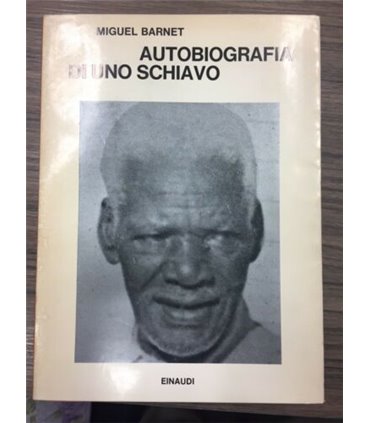 MIGUEL BARNET
AUTOBIOGRAFIA
DI UNO SCHIAVO
EINAUDI